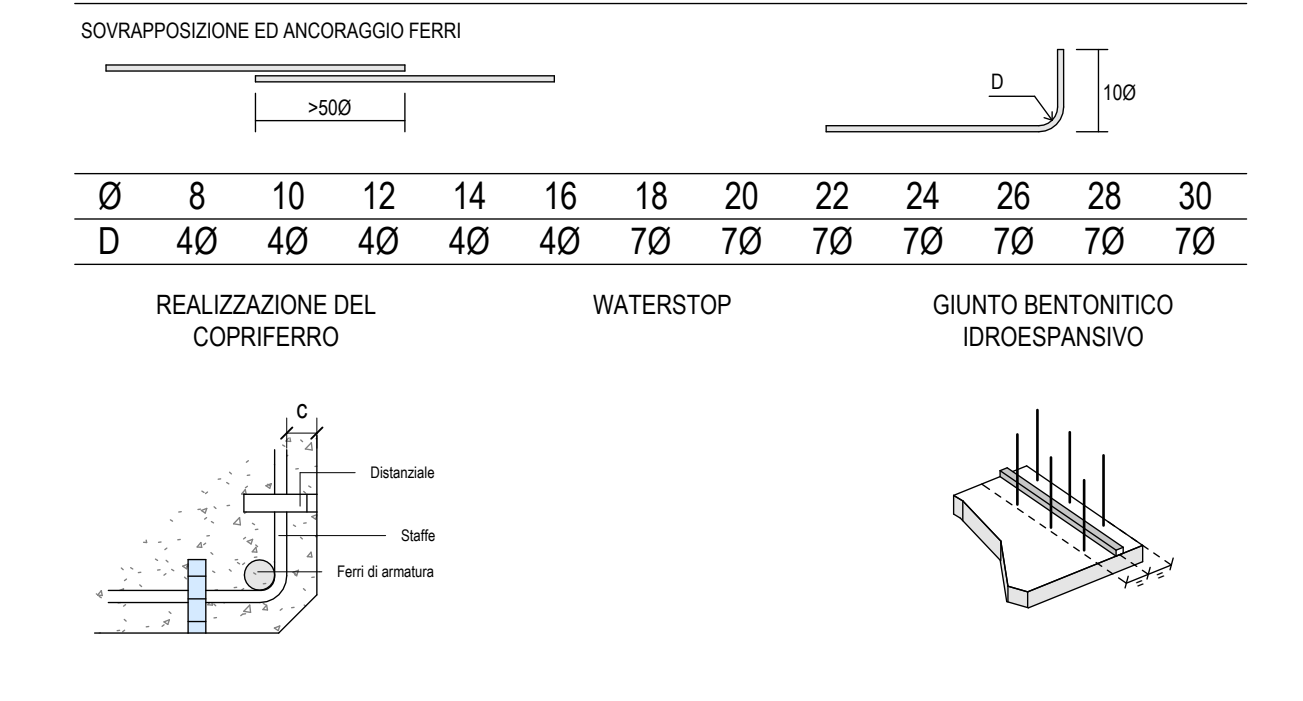 SOVRAPPOSIZIONE ED ANCORAGGIO FERRI
>50Ø
D
10Ø
Ø 8 10 12 14 16 18 20 22 24 26 28 30
D 4Ø 4Ø 4Ø 4Ø 4Ø 7Ø 7Ø 7Ø 7Ø 7Ø 7Ø 7Ø
REALIZZAZIONE DEL
COPRIFERRO
WATERSTOP
GIUNTO BENTONITICO
IDROESPANSIVO
c
Distanziale
Staffe
Ferri di armatura
= =